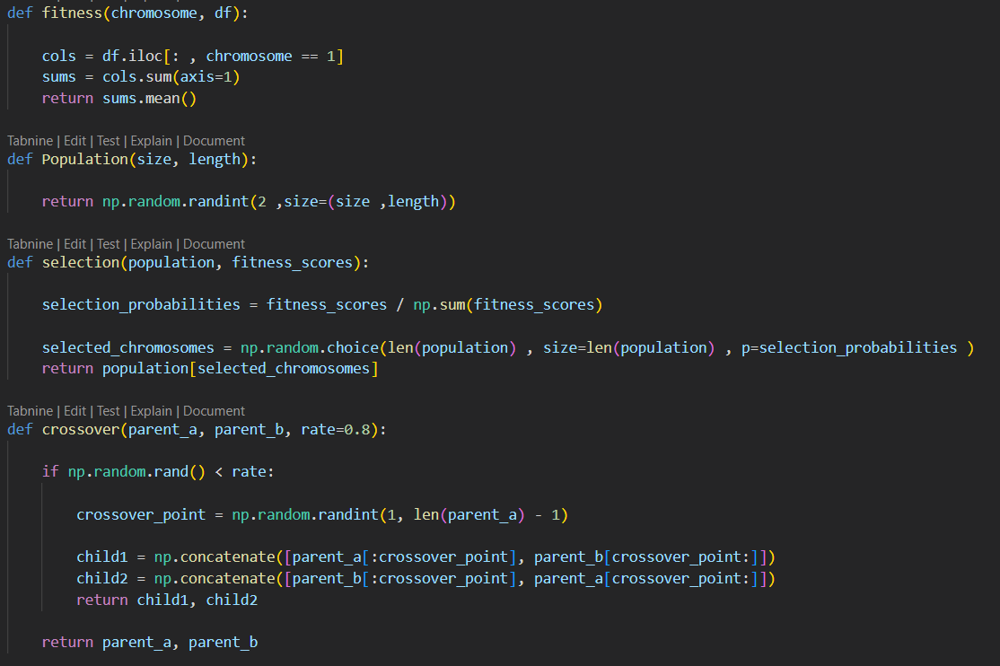 def fitness(chromosome, df):
cols = df.iloc[: , chromosome == 1]
sums = cols.sum(axis=1)
return sums.mean()
Tabnine | Edit | Test | Explain | Document
def Population(size, length):
return np.random.randint(2 ,size=(size ,length))
Tabnine | Edit | Test | Explain | Document
def selection(population, fitness_scores):
selection_probabilities = fitness_scores / np.sum(fitness_scores)
selected_chromosomes = np.random.choice(len(population) , size=len(population) , p=selection_probabilities )
return population[selected_chromosomes]
Tabnine | Edit | Test | Explain | Document
def crossover(parent_a, parent_b, rate=0.8):
if np.random.rand() < rate:
crossover_point = np.random.randint(1, len(parent_a) - 1)
child1 = np.concatenate([parent_a[:crossover_point], parent_b[crossover_point:]])
child2 = np.concatenate([parent_b[:crossover_point], parent_a[crossover_point:]])
return child1, child2
return parent_a, parent_b